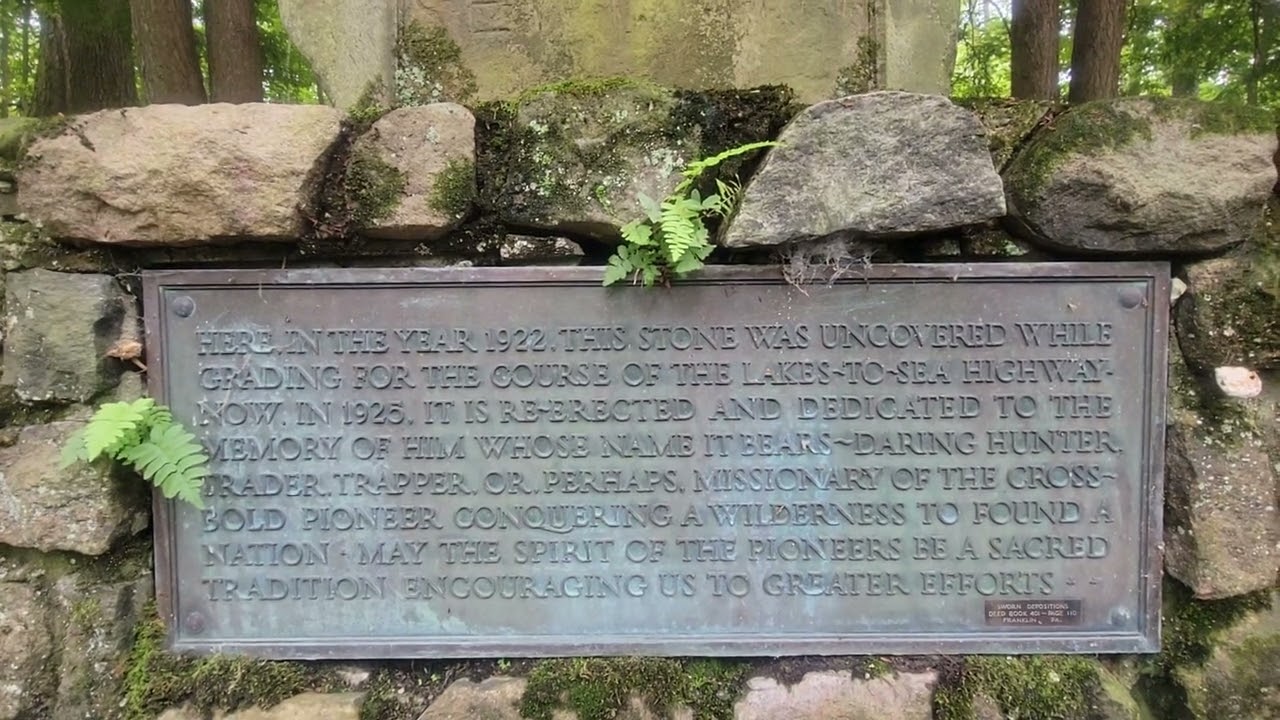 HERE, IN THE YEAR 1922, THIS STONE WAS UNCOVERED WHILE
GRADING FOR THE COURSE OF THE LAKES~TO~SEA HIGHWAY·
NOW, IN 1925, IT IS RE~ERECTED AND DEDICATED TO THE
MEMORY OF HIM WHOSE NAME IT BEARS~DARING HUNTER,
TRADER, TRAPPER, OR, PERHAPS, MISSIONARY OF THE CROSS~
BOLD PIONEER CONQUERING A WILDERNESS TO FOUND A
NATION · MAY THE SPIRIT OF THE PIONEERS BE A SACRED
TRADITION ENCOURAGING US TO GREATER EFFORTS · ·
SWORN DEPOSITIONS
DEED BOOK 401~PAGE 110
FRANKLIN, PA.